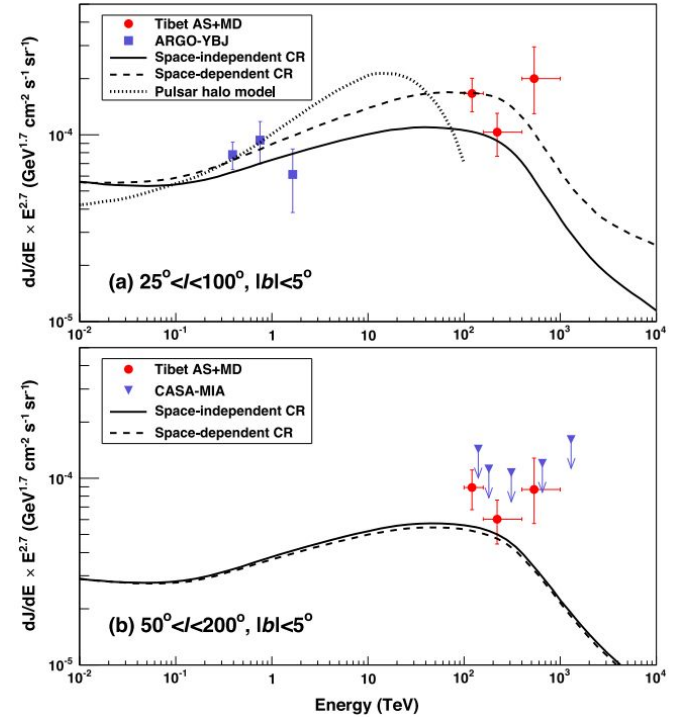 Tibet AS+MD
ARGO-YBJ
Space-independent CR
Space-dependent CR
Pulsar halo model
dJ/dE × E^2.7 (GeV^1.7 cm^-2 s^-1 sr^-1)
10^-4
10^-5
(a) 25°<l<100°, |b|<5°
10^-2 10^-1 1 10 10^2 10^3 10^4
Tibet AS+MD
CASA-MIA
Space-independent CR
Space-dependent CR
dJ/dE × E^2.7 (GeV^1.7 cm^-2 s^-1 sr^-1)
10^-4
10^-5
(b) 50°<l<200°, |b|<5°
10^-2 10^-1 1 10 10^2 10^3 10^4
Energy (TeV)